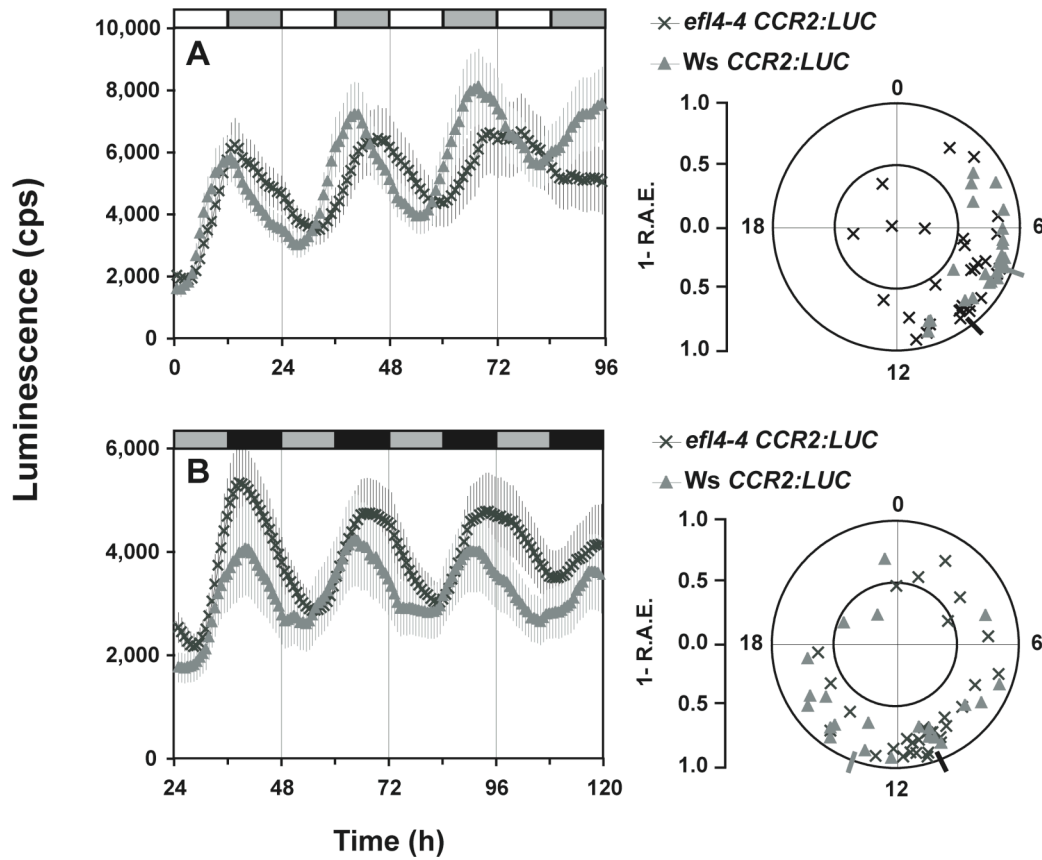 Luminescence (cps)
A
10,000
8,000
6,000
4,000
2,000
0
0 24 48 72 96
efl4-4 CCR2:LUC
Ws CCR2:LUC
1- R.A.E.
1.0
0.5
0.0
0.5
1.0
0
18
6
12
B
6,000
4,000
2,000
0
24 48 72 96 120
efl4-4 CCR2:LUC
Ws CCR2:LUC
1- R.A.E.
1.0
0.5
0.0
0.5
1.0
0
18
6
12
Time (h)